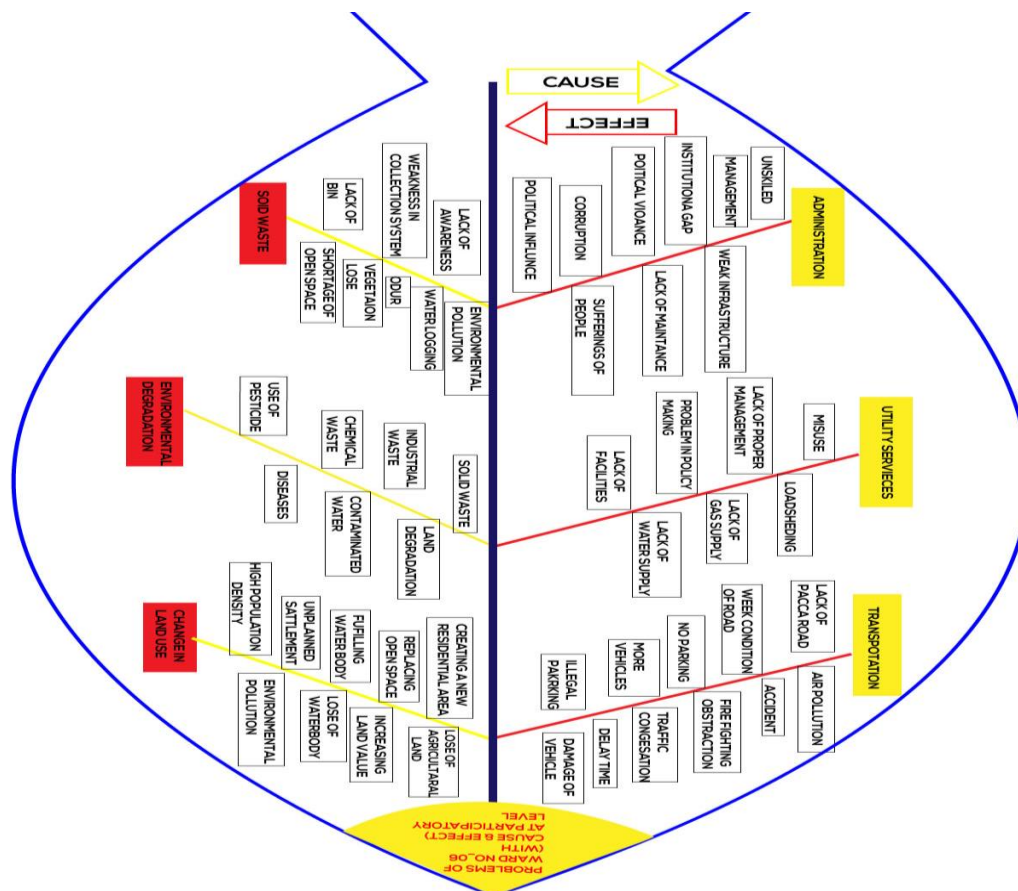 CAUSE
EFFECT
ADMINISTRATION
UNSKILED
MANAGEMENT
INSTITUTIONA GAP
POITICAL VIOANCE
CORRUPTION
POLITICAL INFLUNCE
WEAK INFRASTRUCTURE
LACK OF MAINTANCE
SUFFERINGS OF
PEOPLE
UTILITY SERVIECES
MISUSE
LACK OF PROPER
MANAGEMENT
PROBLEM IN POLICY
MAKING
LACK OF
FACILITIES
LOADSHEDING
LACK OF
GAS SUPPLY
LACK OF
WATER SUPPLY
TRANSPOTATION
LACK OF
PACCA ROAD
WEEK CONDITION
OF ROAD
NO PARKING
MORE
VEHICLES
ILLEGAL
PAKRKING
AIR POLLUTION
ACCIDENT
FIRE FIGHTING
OBSTRACTION
TRAFFIC
CONGESATION
DELAY TIME
DAMAGE OF
VEHICLE
SOID WASTE
LACK OF
AWARENESS
WEAKNESS IN
COLLECTION SYSTEM
LACK OF
BIN
ENVIRONMENTAL
POLLUTION
WATER LOGGING
ODUR
VEGETAION
LOSE
SHORTAGE OF
OPEN SPACE
ENVIRONMENTAL
DEGRADATION
SOLID WASTE
INDUSTRIAL
WASTE
CHEMICAL
WASTE
USE OF
PESTICIDE
LAND
DEGRADATION
CONTAMINATED
WATER
DISEASES
CHANGE IN
LAND USE
CREATING A NEW
RESIDENTIAL AREA
REPLACING
OPEN SPACE
FUFILLING
WATER BODY
UNPLANNED
SATTLEMENT
HIGH POPULATION
DENSITY
LOSE OF
AGRICULTARAL
LAND
INCREASING
LAND VALUE
LOSE OF
WATERBODY
ENVIRONMENTAL
POLLUTION
PROBLEMS OF
WARD NO_06
(WITH
CAUSE & EFFECT)
AT PARTICIPATORY
LEVEL